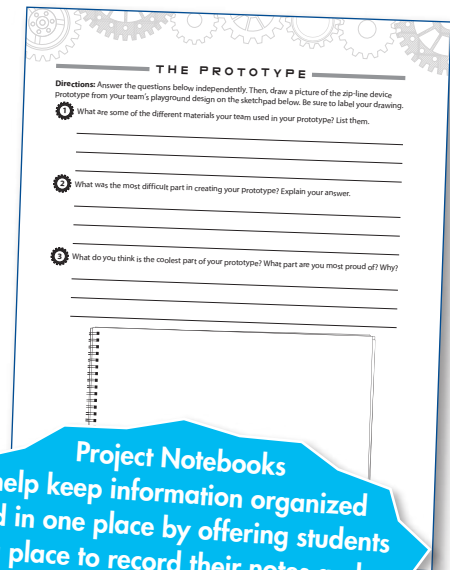 THE PROTOTYPE
Directions: Answer the questions below independently. Then, draw a picture of the zip-line device
prototype from your team's playground design on the sketchpad below. Be sure to label your drawing.
1 What are some of the different materials your team used in your prototype? List them.
2 What was the most difficult part in creating your prototype? Explain your answer.
3 What do you think is the coolest part of your prototype? What part are you most proud of? Why?
Project Notebooks
help keep information organized
in one place by offering students
place to record their notes